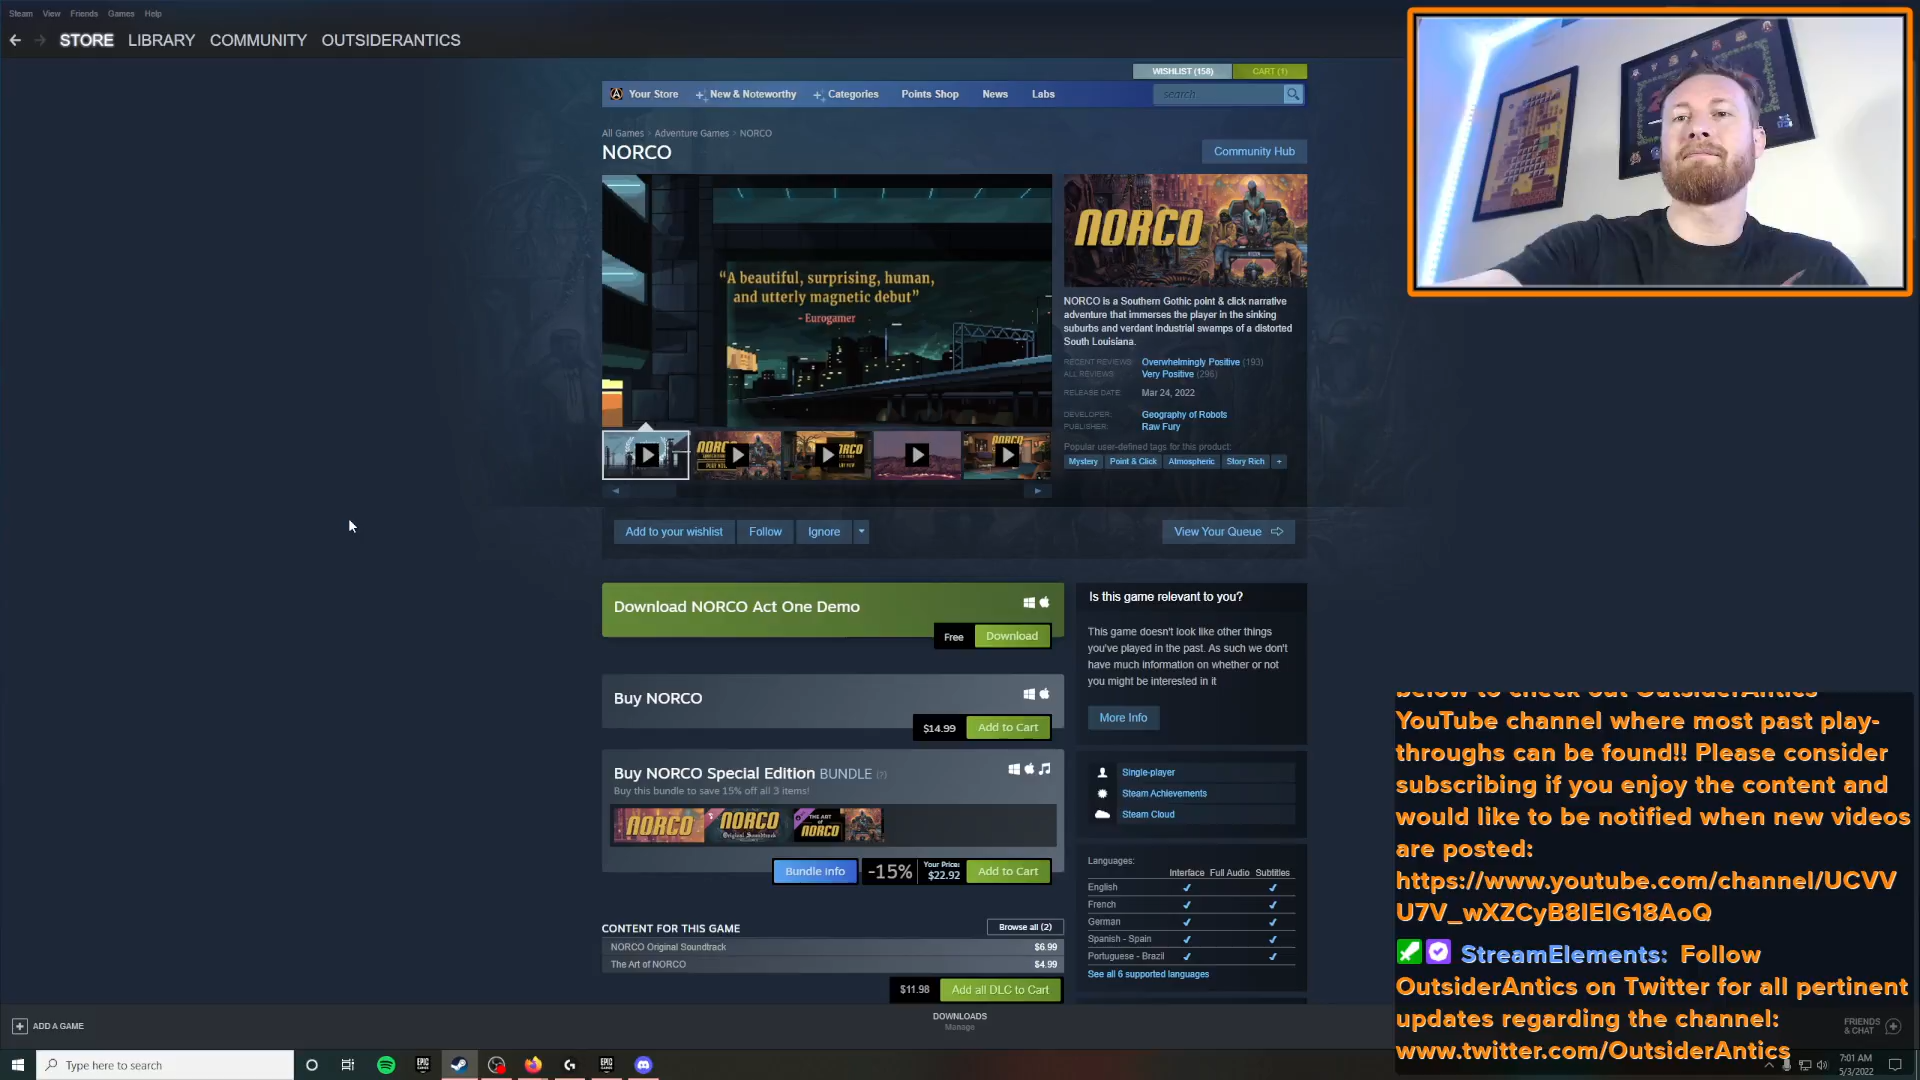 Steam View Friends Games Help
STORE LIBRARY COMMUNITY OUTSIDERANTICS
WISHLIST (158) CART (1)
Your Store New & Noteworthy Categories Points Shop News Labs search
All Games > Adventure Games > NORCO
NORCO
Community Hub
"A beautiful, surprising, human,
and utterly magnetic debut"
- Eurogamer
NORCO
NORCO is a Southern Gothic point & click narrative
adventure that immerses the player in the sinking
suburbs and verdant industrial swamps of a distorted
South Louisiana.
RECENT REVIEWS: Overwhelmingly Positive (193)
ALL REVIEWS: Very Positive (296)
RELEASE DATE: Mar 24, 2022
DEVELOPER: Geography of Robots
PUBLISHER: Raw Fury
Popular user-defined tags for this product:
Mystery Point & Click Atmospheric Story Rich +
Add to your wishlist Follow Ignore
View Your Queue
Download NORCO Act One Demo
Free Download
Buy NORCO
$14.99 Add to Cart
Buy NORCO Special Edition BUNDLE (?)
Buy this bundle to save 15% off all 3 items!
NORCO NORCO Original Soundtrack THE ART OF NORCO
Bundle info -15% Your Price: $22.92 Add to Cart
CONTENT FOR THIS GAME Browse all (2)
NORCO Original Soundtrack $6.99
The Art of NORCO $4.99
$11.98 Add all DLC to Cart
Is this game relevant to you?
This game doesn't look like other things
you've played in the past. As such we don't
have much information on whether or not
you might be interested in it
More Info
Single-player
Steam Achievements
Steam Cloud
Languages:
Interface Full Audio Subtitles
English ✔ ✔
French ✔ ✔
German ✔ ✔
Spanish - Spain ✔ ✔
Portuguese - Brazil ✔ ✔
See all 6 supported languages
below to check out OutsiderAntics
YouTube channel where most past play-
throughs can be found!! Please consider
subscribing if you enjoy the content and
would like to be notified when new videos
are posted:
https://www.youtube.com/channel/UCVV
U7V_wXZCyB8IEIG18AoQ
StreamElements: Follow
OutsiderAntics on Twitter for all pertinent
updates regarding the channel:
www.twitter.com/OutsiderAntics
ADD A GAME
DOWNLOADS
Manage
FRIENDS
& CHAT
Type here to search
7:01 AM
5/3/2022